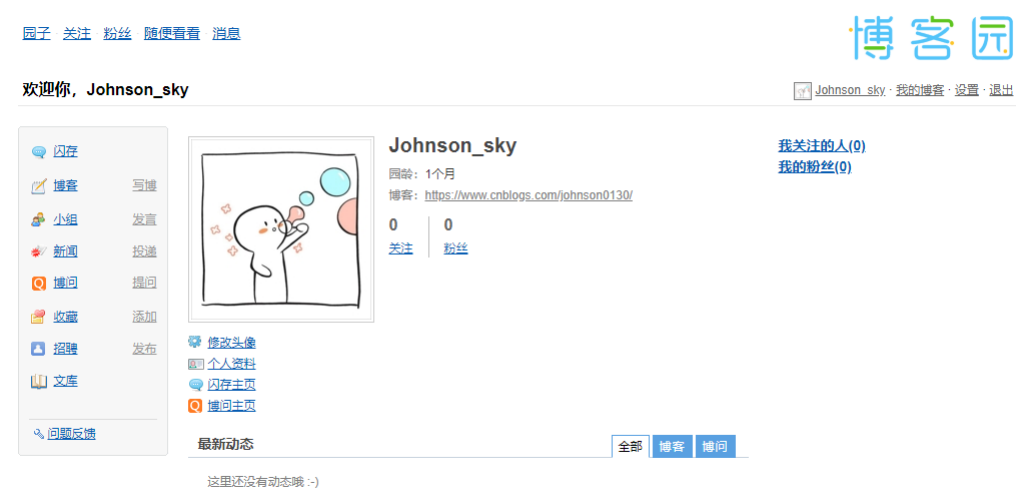 园子 关注 粉丝 随便看看 消息
博客园
欢迎你，Johnson_sky
Johnson_sky · 我的博客 · 设置 · 退出
闪存
博客 写博
小组 发言
新闻 投递
博问 提问
收藏 添加
招聘 发布
文库
问题反馈
Johnson_sky
园龄：1个月
博客：https://www.cnblogs.com/johnson0130/
0 0
关注 粉丝
我关注的人(0)
我的粉丝(0)
修改头像
个人资料
闪存主页
博问主页
最新动态 全部 博客 博问
这里还没有动态哦 :-)